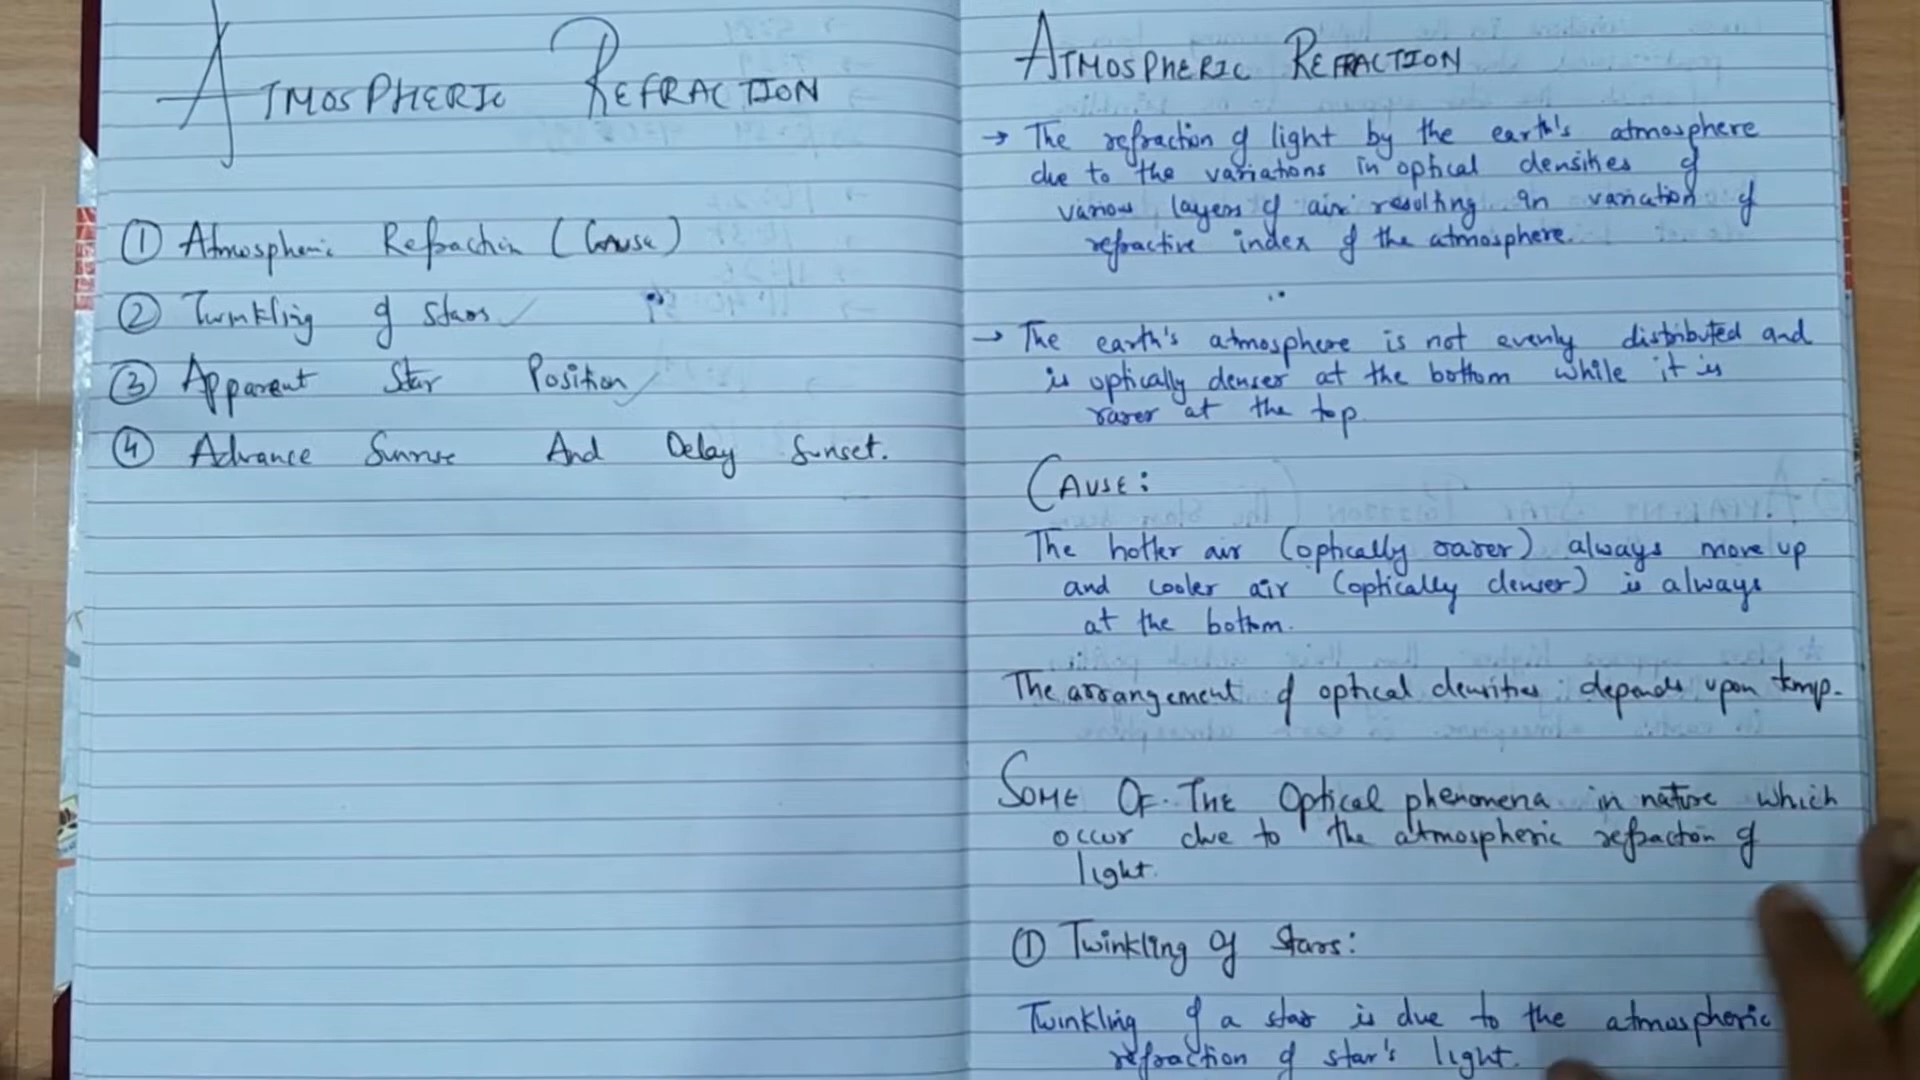 ATMOSPHERIC REFRACTION
① Atmospheric Refraction (Cause)
② Twinkling of stars ✓
③ Apparent Star Position ✓
④ Advance Sunrise And Delay Sunset.
ATMOSPHERIC REFRACTION
→ The refraction of light by the earth's atmosphere
due to the variations in optical densities of
various layers of air resulting in variation of
refractive index of the atmosphere.
→ The earth's atmosphere is not evenly distributed and
is optically denser at the bottom while it is
rarer at the top.
CAUSE:
The hotter air (optically rarer) always move up
and cooler air (optically denser) is always
at the bottom.
The arrangement of optical densities depends upon temp.
SOME OF THE Optical phenomena in nature which
occur due to the atmospheric refraction of
light.
① Twinkling Of Stars:
Twinkling of a star is due to the atmospheric
refraction of star's light.